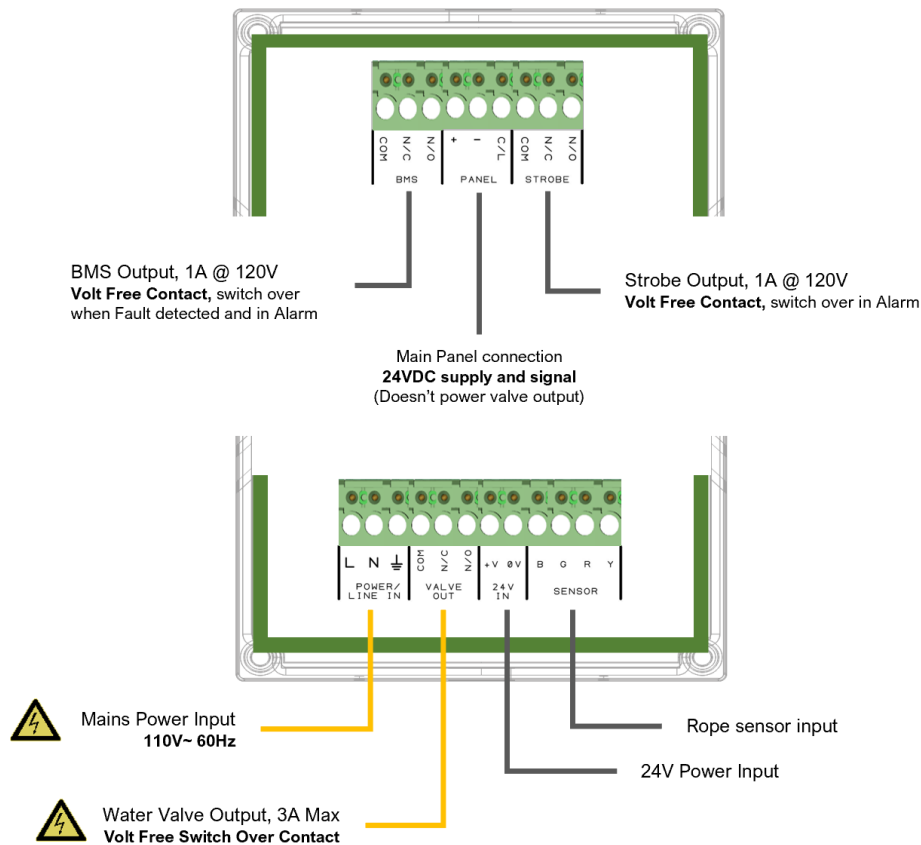 COM N/C N/O + - C/L COM N/C N/O
BMS PANEL STROBE
BMS Output, 1A @ 120V
Volt Free Contact, switch over
when Fault detected and in Alarm
Strobe Output, 1A @ 120V
Volt Free Contact, switch over in Alarm
Main Panel connection
24VDC supply and signal
(Doesn't power valve output)
L N COM N/C N/O +V 0V B G R Y
POWER/ VALVE 24V SENSOR
LINE IN OUT IN
Mains Power Input
110V~ 60Hz
Rope sensor input
24V Power Input
Water Valve Output, 3A Max
Volt Free Switch Over Contact